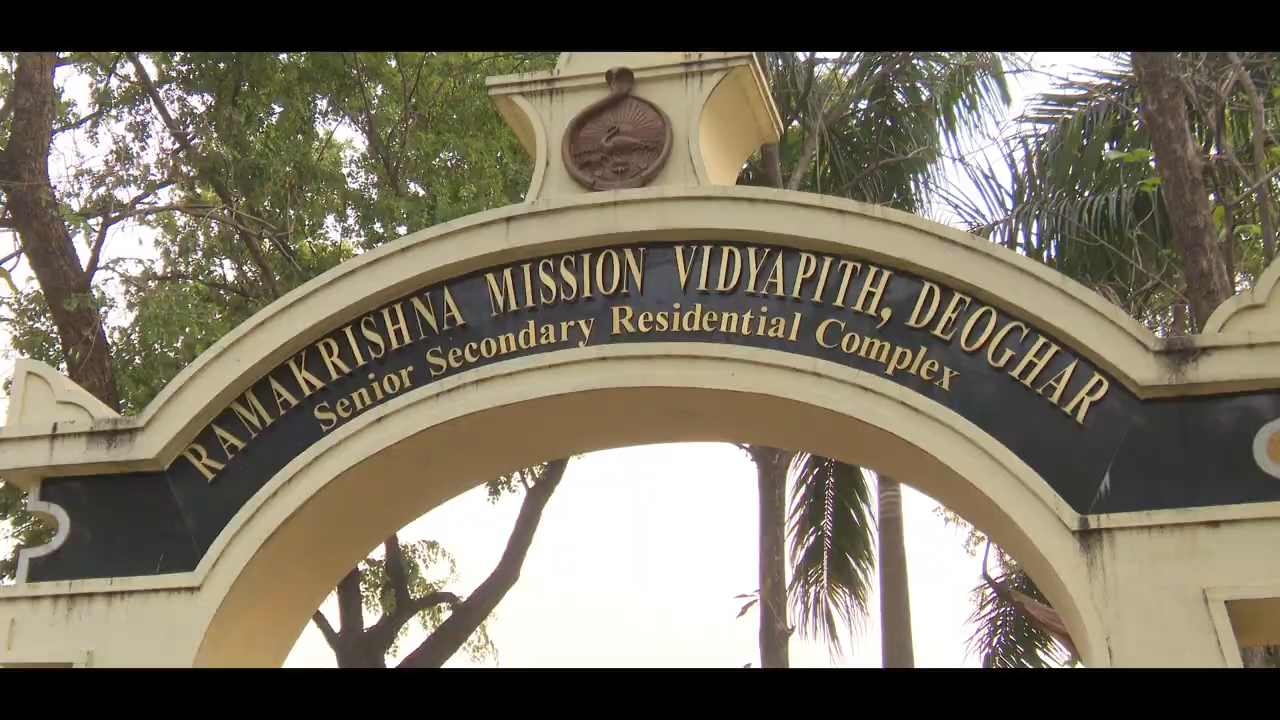 RAMAKRISHNA MISSION VIDYAPITH, DEOGHAR
Senior Secondary Residential Complex